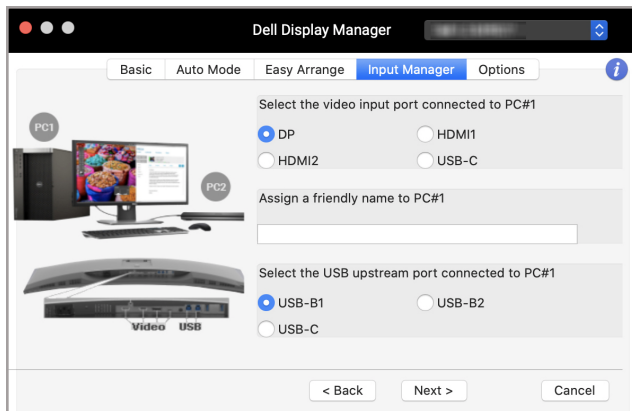 Dell Display Manager
Basic Auto Mode Easy Arrange Input Manager Options
i
Select the video input port connected to PC#1
PC1
DP HDMI1
HDMI2 USB-C
PC2
Assign a friendly name to PC#1
Select the USB upstream port connected to PC#1
USB-B1 USB-B2
Video USB
USB-C
< Back Next > Cancel